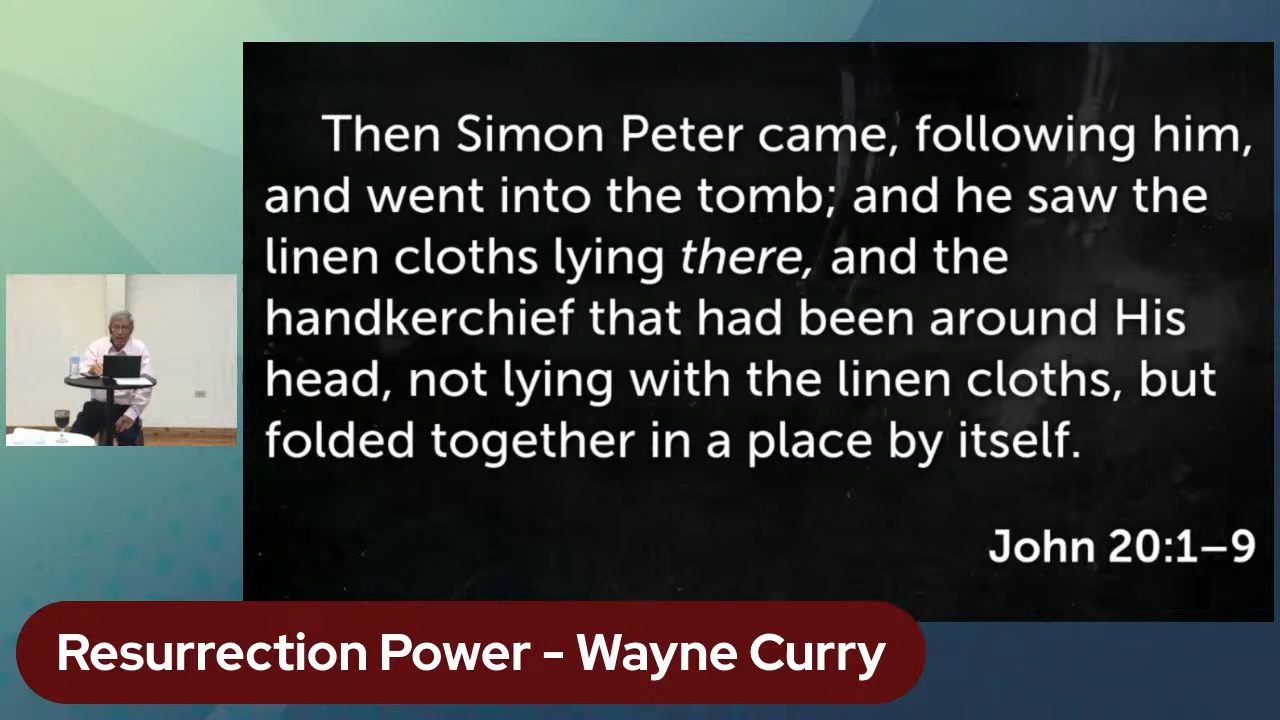 Then Simon Peter came, following him,
and went into the tomb; and he saw the
linen cloths lying there, and the
handkerchief that had been around His
head, not lying with the linen cloths, but
folded together in a place by itself.
John 20:1–9
Resurrection Power - Wayne Curry